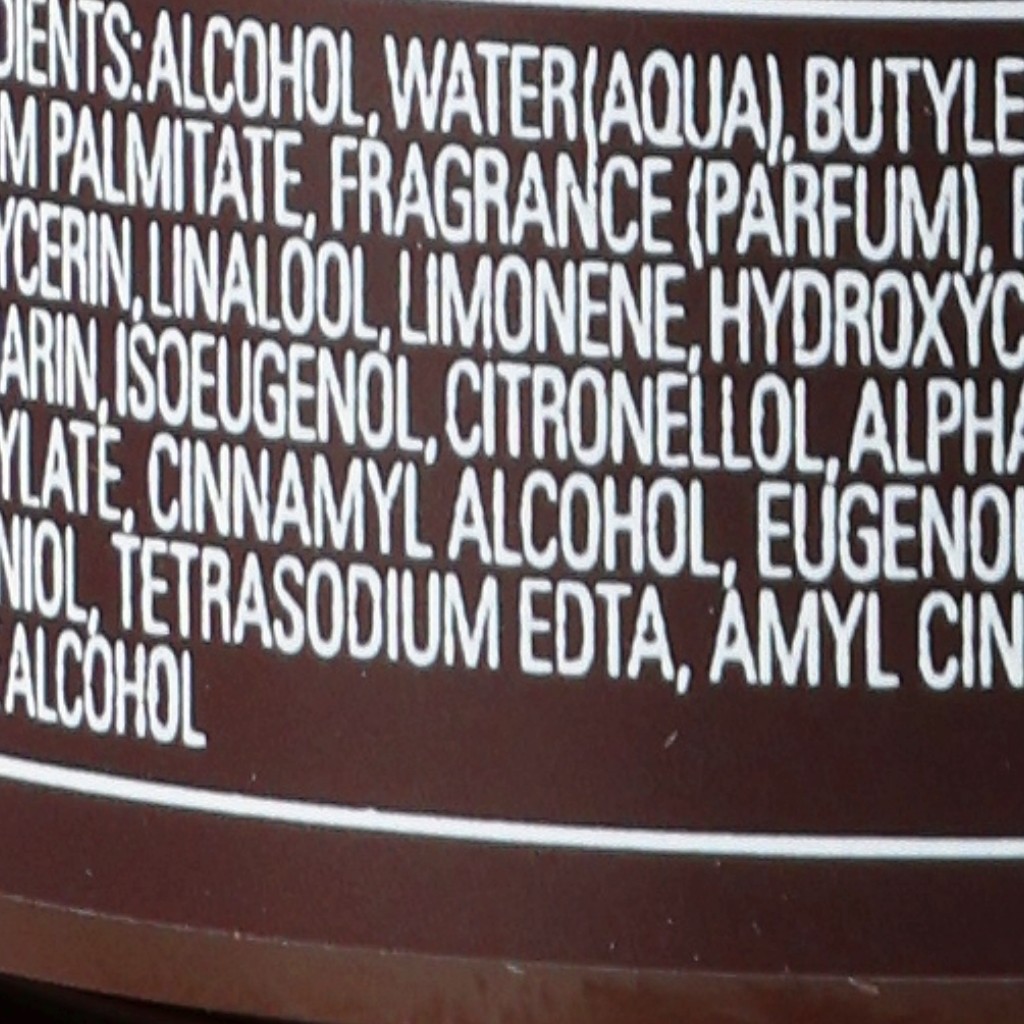 DIENTS: ALCOHOL, WATER (AQUA), BUTYLE
M PALMITATE, FRAGRANCE (PARFUM),
YCERIN, LINALOOL, LIMONENE, HYDROXYC
ARIN, ISOEUGENOL, CITRONELLOL, ALPHA
YLATE, CINNAMYL ALCOHOL, EUGENOL
NIOL, TETRASODIUM EDTA, AMYL CIN
ALCOHOL